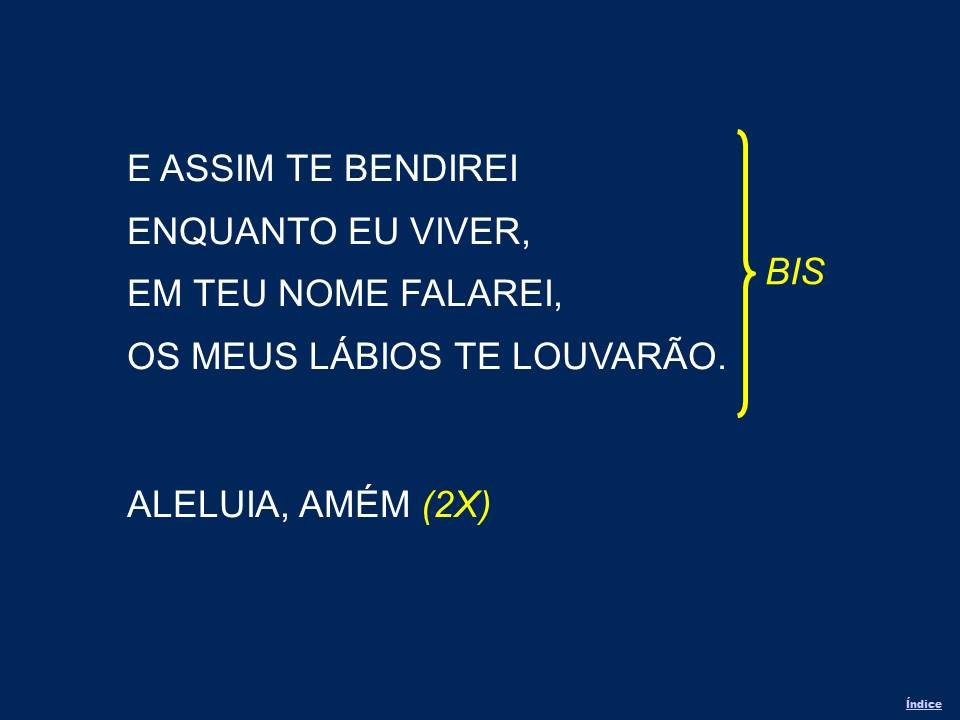 E ASSIM TE BENDIREI
ENQUANTO EU VIVER,
EM TEU NOME FALAREI,
OS MEUS LÁBIOS TE LOUVARÃO.
BIS
ALELUIA, AMÉM (2X)
Índice